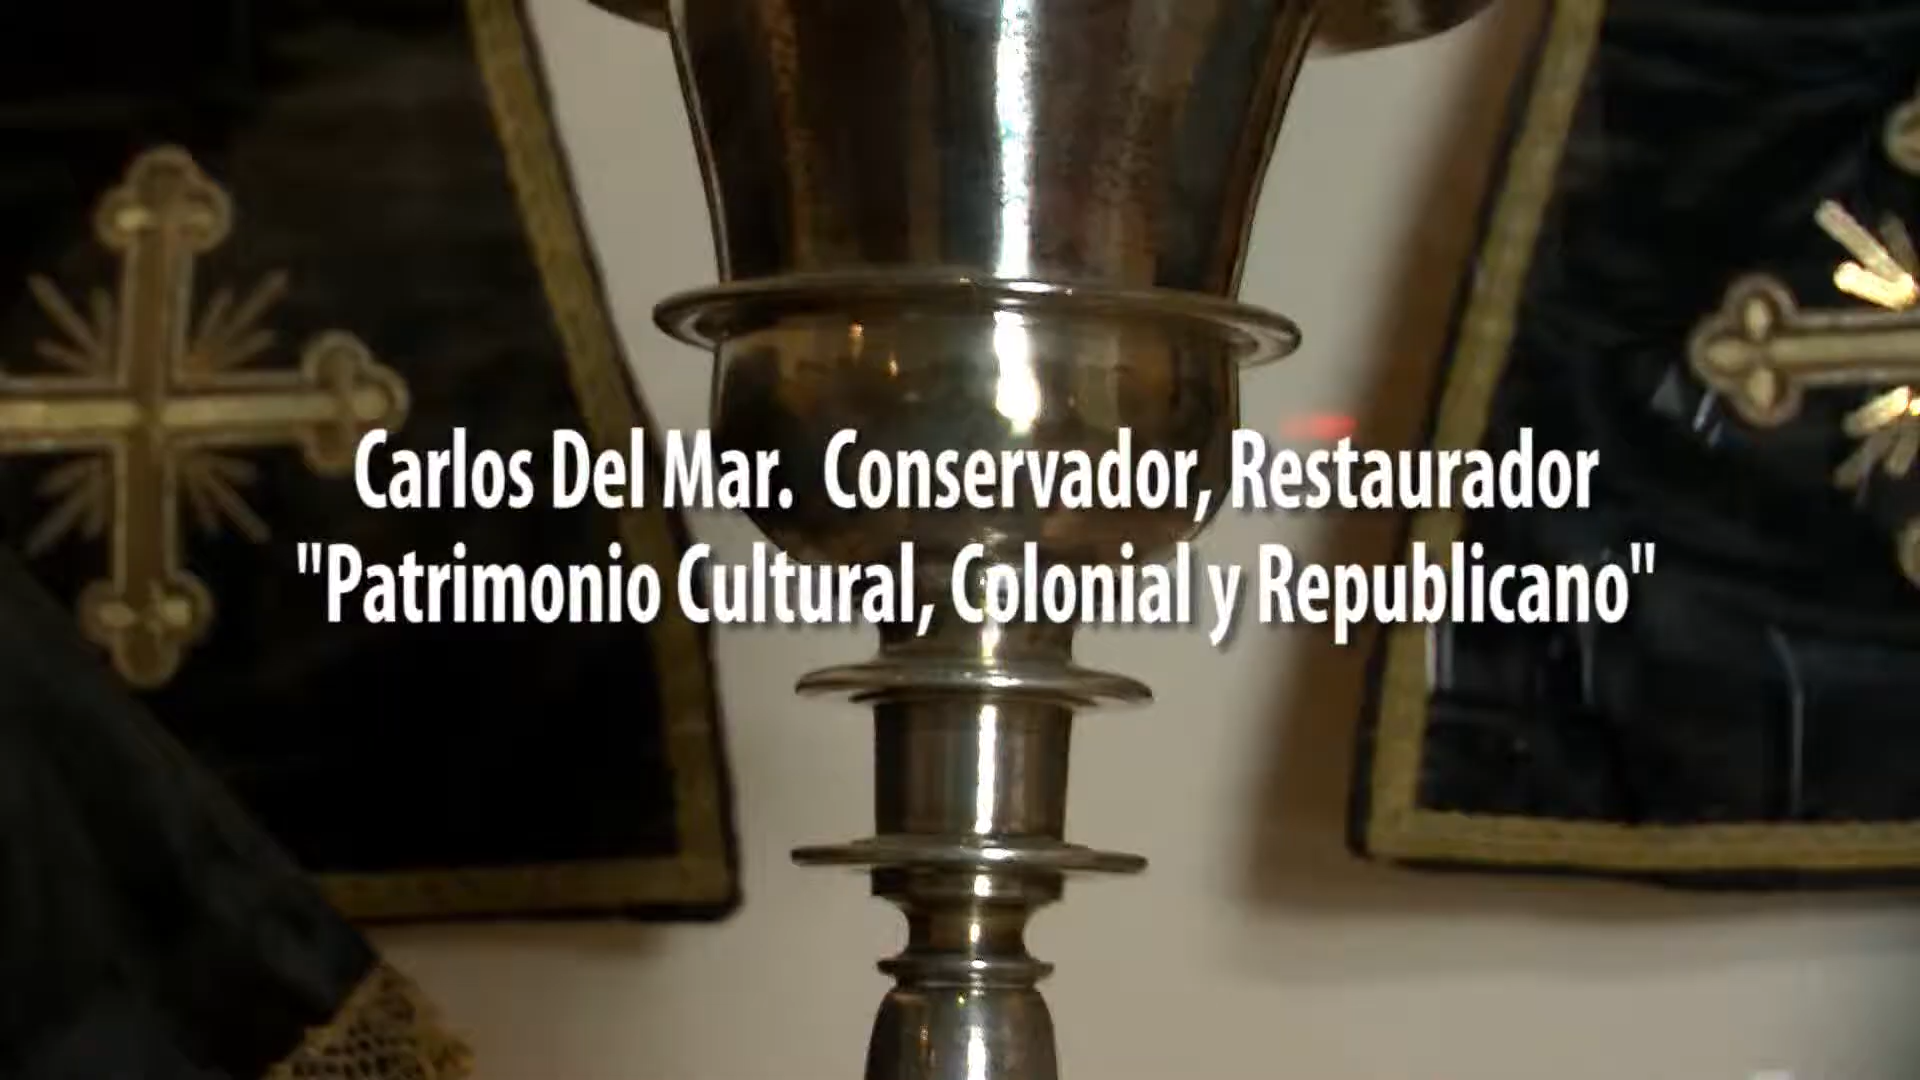 Carlos Del Mar. Conservador, Restaurador
"Patrimonio Cultural, Colonial y Republicano"